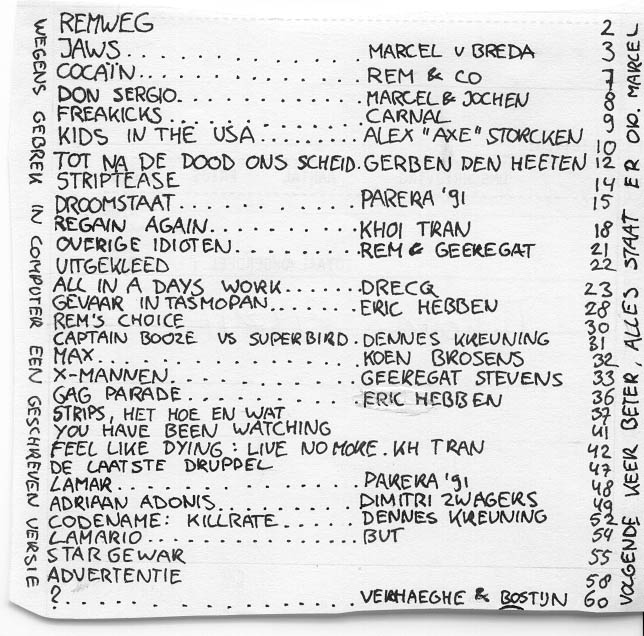 WEGENS GEBREK IN COMPUTER EEN GESCHREVEN VERSIE
REMWEG 2
JAWS . . . . . . . . . . . . MARCEL V BREDA 3
COCAÏN . . . . . . . . . . . REM & CO 7
DON SERGIO . . . . . . . . . MARCEL & JOCHEN 8
FREAKICKS . . . . . . . . . . CARNAL 9
KIDS IN THE USA . . . . . . . . ALEX "AXE" STORCKEN 10
TOT NA DE DOOD ONS SCHEID . GERBEN DEN HEETEN 12
STRIPTEASE 14
DROOMSTAAT . . . . . . . . . PARERA '91 15
REGAIN AGAIN . . . . . . . . . KHOI TRAN 18
OVERIGE IDIOTEN . . . . . . . . REM & GEEREGAT 21
UITGEKLEED 22
ALL IN A DAYS WORK . . . . . DRECQ 23
GEVAAR IN TASMOPAN . . . . . . ERIC HEBBEN 28
REM'S CHOICE 30
CAPTAIN BOOZE VS SUPERBIRD . DENNES KREUNING 31
MAX . . . . . . . . . . . . . KOEN BROSENS 32
X-MANNEN . . . . . . . . . . GEEREGAT STEVENS 33
GAG PARADE . . . . . . . . . ERIC HEBBEN 36
STRIPS, HET HOE EN WAT 37
YOU HAVE BEEN WATCHING 41
FEEL LIKE DYING : LIVE NO MORE . KH TRAN 42
DE LAATSTE DRUPPEL 47
LAMAR . . . . . . . . . . . . PARERA '91 48
ADRIAAN ADONIS . . . . . . . . DIMITRI ZWAGERS 49
CODENAME: KILLRATE . . . . . . DENNES KREUNING 52
LAMARIO . . . . . . . . . . . BUT 54
STAR GEWAR 55
ADVERTENTIE 58
? . . . . . . . . . . . . . . VERHAEGHE & BOSTIJN 60
VOLGENDE KEER BETER, ALLES STAAT ER OK. MARCEL